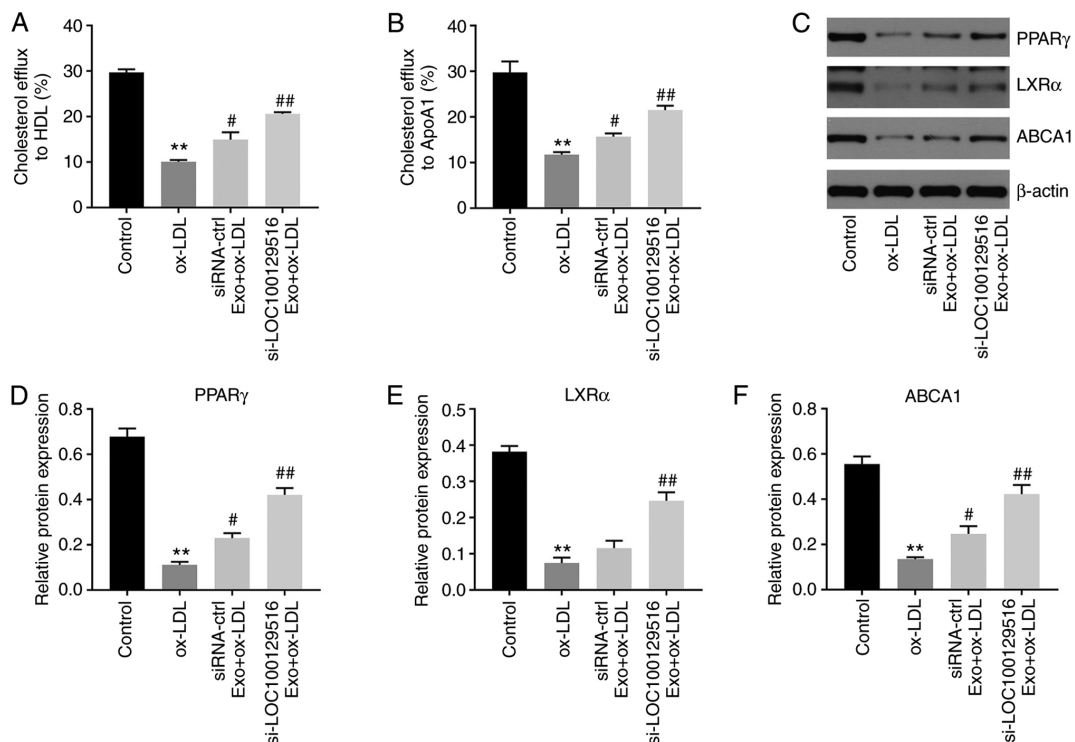 A
Cholesterol efflux
to HDL (%)
40
30
20
10
0
**
#
##
Control
ox-LDL
siRNA-ctrl
Exo+ox-LDL
si-LOC100129516
Exo+ox-LDL
B
Cholesterol efflux
to ApoA1 (%)
40
30
20
10
0
**
#
##
Control
ox-LDL
siRNA-ctrl
Exo+ox-LDL
si-LOC100129516
Exo+ox-LDL
C
PPARγ
LXRα
ABCA1
β-actin
Control
ox-LDL
siRNA-ctrl
Exo+ox-LDL
si-LOC100129516
Exo+ox-LDL
D
PPARγ
Relative protein expression
0.8
0.6
0.4
0.2
0.0
**
#
##
Control
ox-LDL
siRNA-ctrl
Exo+ox-LDL
si-LOC100129516
Exo+ox-LDL
E
LXRα
Relative protein expression
0.5
0.4
0.3
0.2
0.1
0.0
**
##
Control
ox-LDL
siRNA-ctrl
Exo+ox-LDL
si-LOC100129516
Exo+ox-LDL
F
ABCA1
Relative protein expression
0.8
0.6
0.4
0.2
0.0
**
#
##
Control
ox-LDL
siRNA-ctrl
Exo+ox-LDL
si-LOC100129516
Exo+ox-LDL